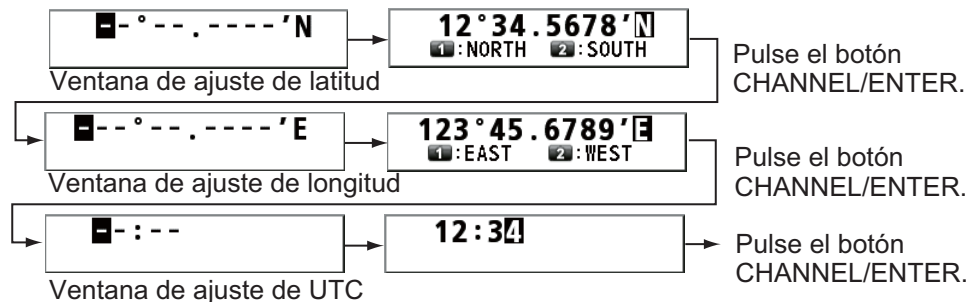 --°--.----'N
12°34.5678'N
1:NORTH 2:SOUTH
Ventana de ajuste de latitud
Pulse el botón
CHANNEL/ENTER.
---°--.----'E
123°45.6789'E
1:EAST 2:WEST
Ventana de ajuste de longitud
Pulse el botón
CHANNEL/ENTER.
--:--
12:34
Ventana de ajuste de UTC
Pulse el botón
CHANNEL/ENTER.